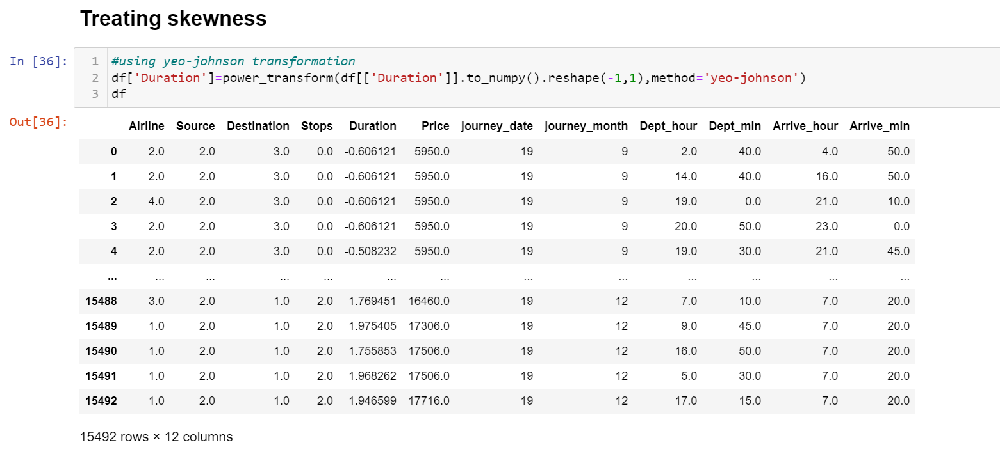 Treating skewness
In [36]:
1 #using yeo-johnson transformation
2 df['Duration']=power_transform(df[['Duration']].to_numpy().reshape(-1,1),method='yeo-johnson')
3 df
Out[36]:
Airline Source Destination Stops Duration Price journey_date journey_month Dept_hour Dept_min Arrive_hour Arrive_min
0 2.0 2.0 3.0 0.0 -0.606121 5950.0 19 9 2.0 40.0 4.0 50.0
1 2.0 2.0 3.0 0.0 -0.606121 5950.0 19 9 14.0 40.0 16.0 50.0
2 4.0 2.0 3.0 0.0 -0.606121 5950.0 19 9 19.0 0.0 21.0 10.0
3 2.0 2.0 3.0 0.0 -0.606121 5950.0 19 9 20.0 50.0 23.0 0.0
4 2.0 2.0 3.0 0.0 -0.508232 5950.0 19 9 19.0 30.0 21.0 45.0
... ... ... ... ... ... ... ... ... ... ... ... ...
15488 3.0 2.0 1.0 2.0 1.769451 16460.0 19 12 7.0 10.0 7.0 20.0
15489 1.0 2.0 1.0 2.0 1.975405 17306.0 19 12 9.0 45.0 7.0 20.0
15490 1.0 2.0 1.0 2.0 1.755853 17506.0 19 12 16.0 50.0 7.0 20.0
15491 1.0 2.0 1.0 2.0 1.968262 17506.0 19 12 5.0 30.0 7.0 20.0
15492 1.0 2.0 1.0 2.0 1.946599 17716.0 19 12 17.0 15.0 7.0 20.0
15492 rows × 12 columns